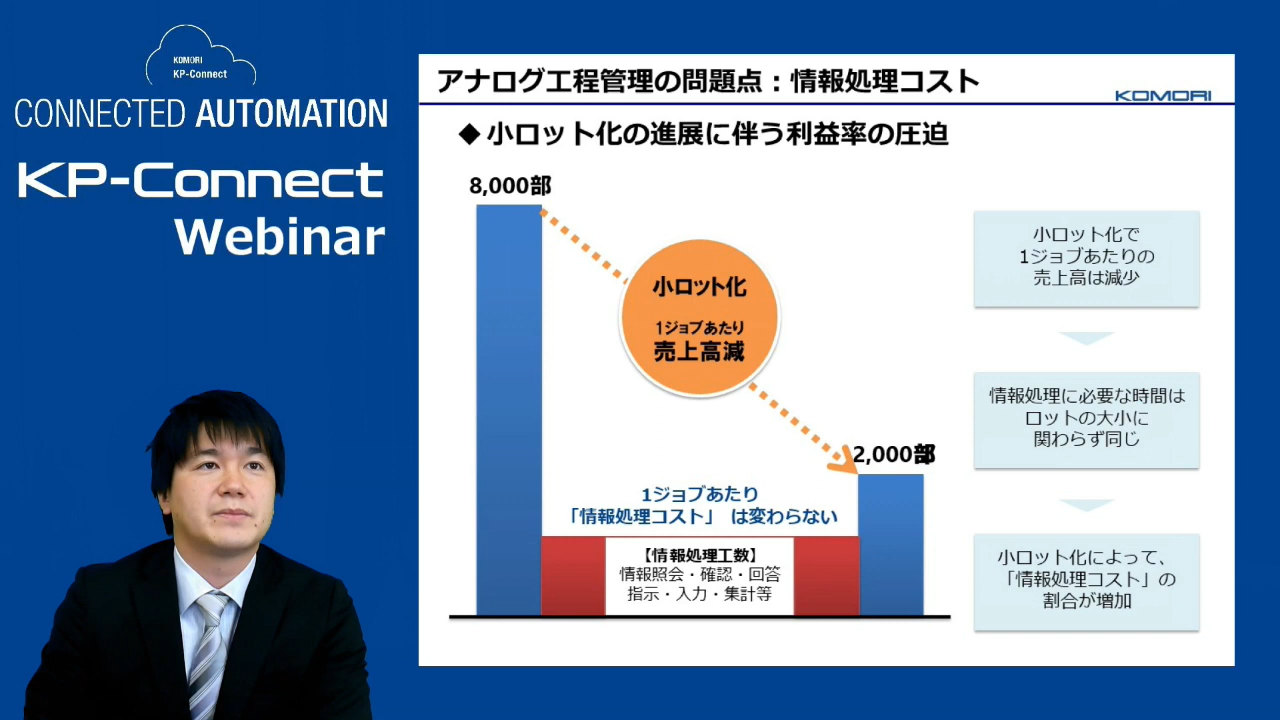 KOMORI
KP-Connect
CONNECTED AUTOMATION
KP-Connect
Webinar
アナログ工程管理の問題点：情報処理コスト
KOMORI
◆ 小ロット化の進展に伴う利益率の圧迫
8,000部
小ロット化
1ジョブあたり
売上高減
2,000部
1ジョブあたり
「情報処理コスト」 は変わらない
【情報処理工数】
情報照会・確認・回答
指示・入力・集計等
小ロット化で
1ジョブあたりの
売上高は減少
情報処理に必要な時間は
ロットの大小に
関わらず同じ
小ロット化によって、
「情報処理コスト」の
割合が増加